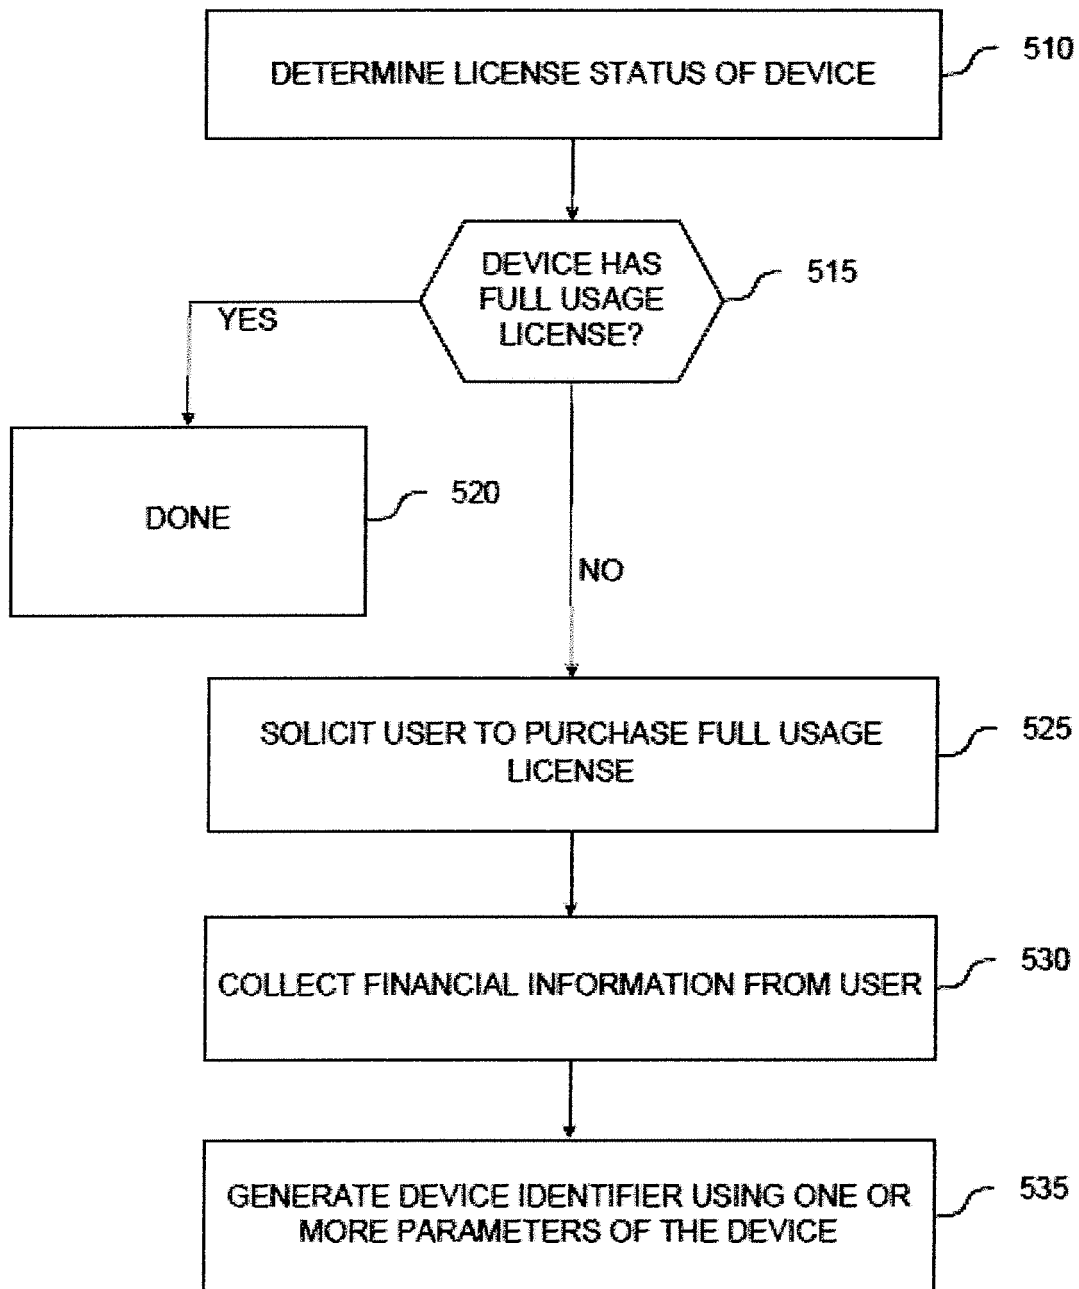 DETERMINE LICENSE STATUS OF DEVICE
510
DEVICE HAS
FULL USAGE
LICENSE?
515
YES
DONE
520
NO
SOLICIT USER TO PURCHASE FULL USAGE
LICENSE
525
COLLECT FINANCIAL INFORMATION FROM USER
530
GENERATE DEVICE IDENTIFIER USING ONE OR
MORE PARAMETERS OF THE DEVICE
535